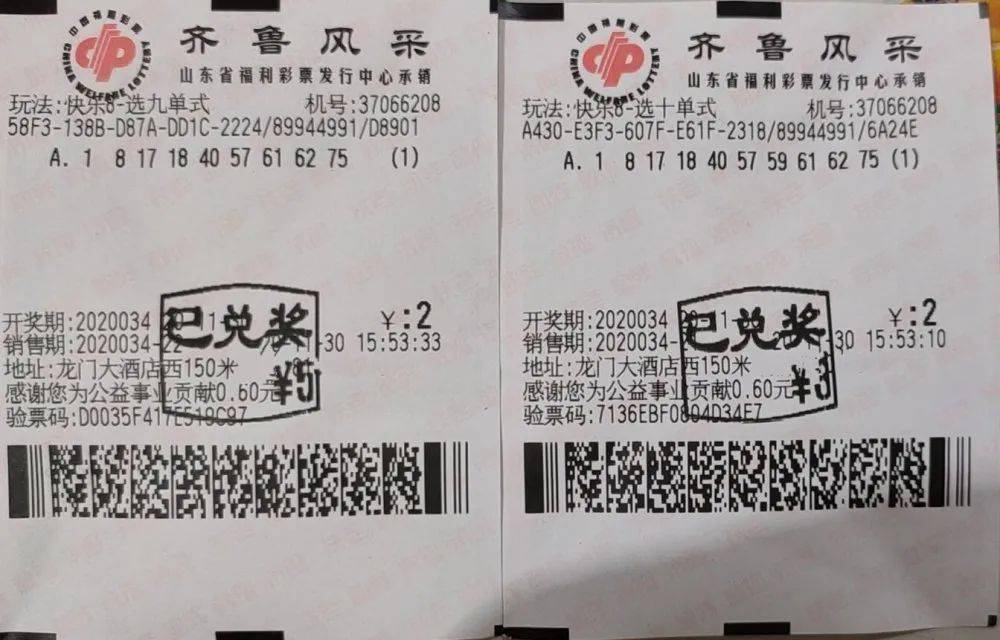 中国福利彩票
CHINA WELFARE LOTTERY
齐鲁风采
山东省福利彩票发行中心承销
玩法:快乐8-选九单式 机号:37066208
58F3-138B-D87A-DD1C-2224/89944991/D8901
A. 1 8 17 18 40 57 61 62 75 (1)
开奖期:2020034 ¥:2
销售期:2020034-22 -30 15:53:33
地址:龙门大酒店西150米
感谢您为公益事业贡献0.60元
验票码:D0035F417E519C97
已兑奖
¥5
中国福利彩票
CHINA WELFARE LOTTERY
齐鲁风采
山东省福利彩票发行中心承销
玩法:快乐8-选十单式 机号:37066208
A430-E3F3-607F-E61F-2318/89944991/6A24E
A. 1 8 17 18 40 57 59 61 62 75 (1)
开奖期:2020034 ¥:2
销售期:2020034 15:53:10
地址:龙门大酒店西150米
感谢您为公益事业贡献0.60元
验票码:7136EBF0804D34E7
已兑奖
¥3